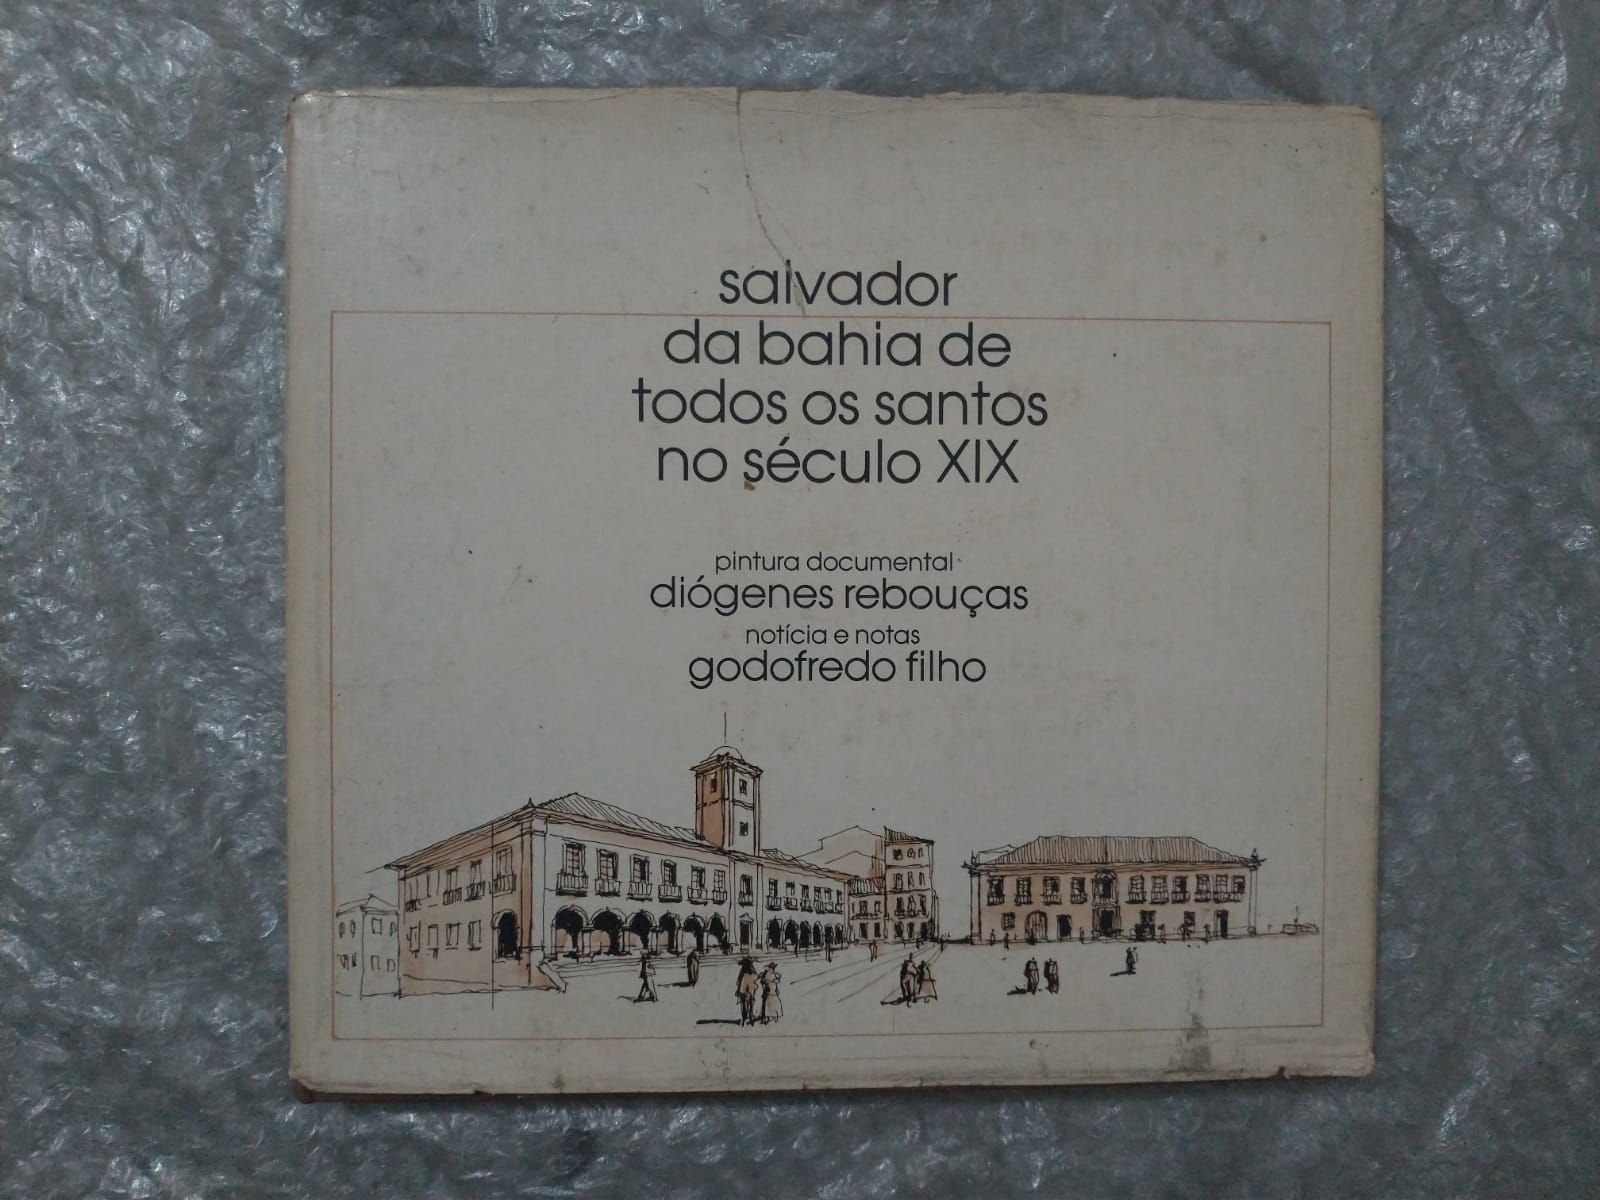 salvador
da bahia de
todos os santos
no século XIX
pintura documental
diógenes rebouças
notícia e notas
godofredo filho